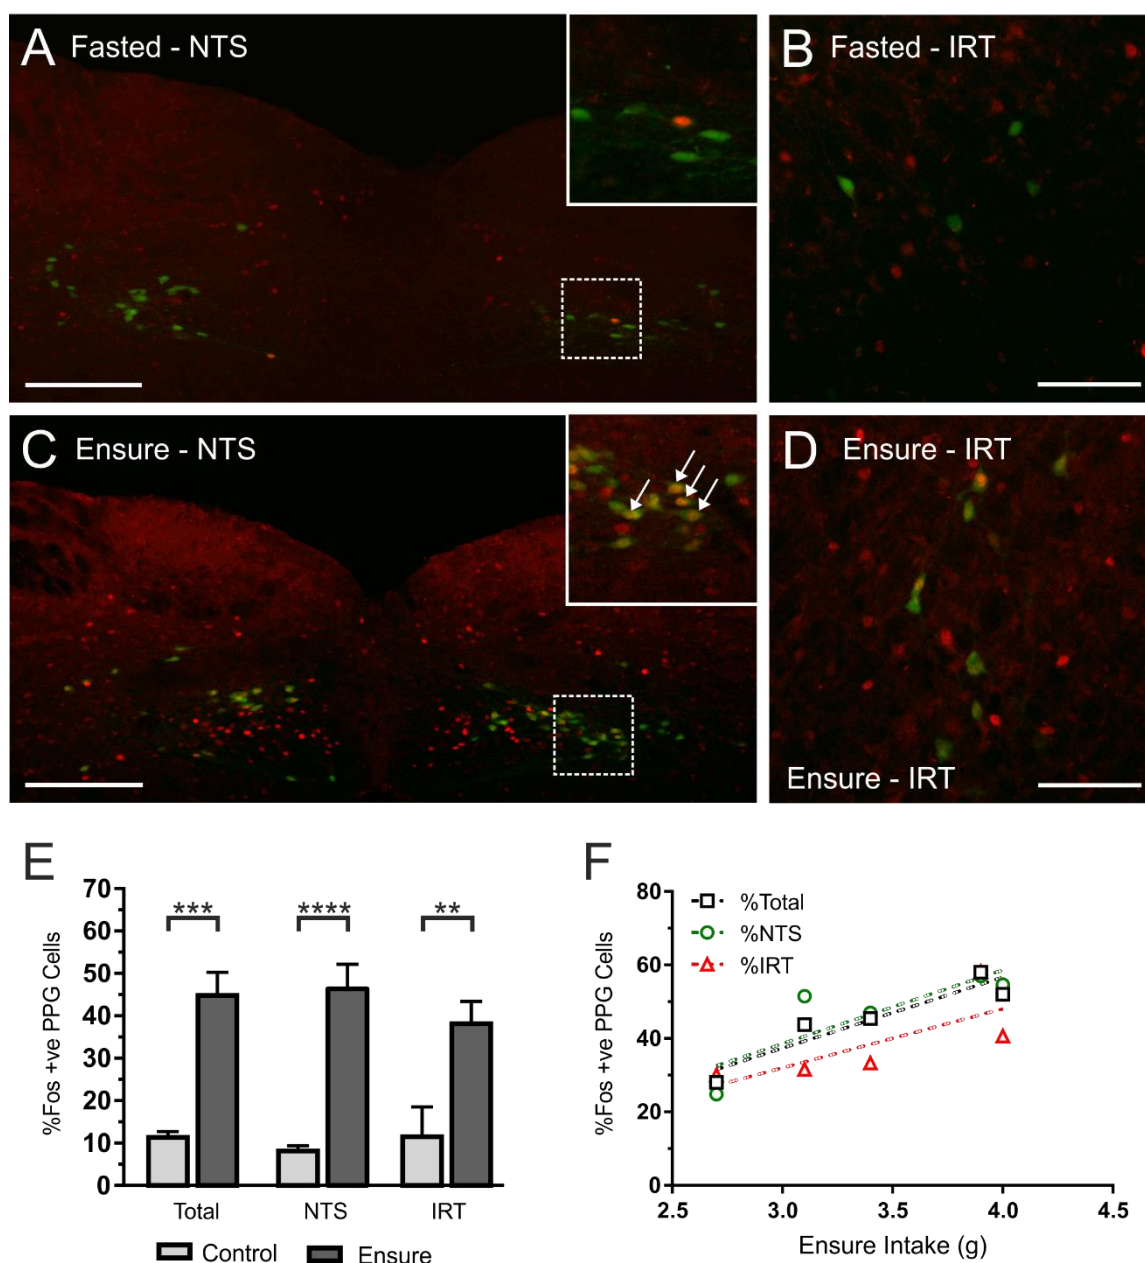 A Fasted - NTS
B Fasted - IRT
C Ensure - NTS
D Ensure - IRT
Ensure - IRT
E
70
60
50
40
30
20
10
0
%Fos +ve PPG Cells
***
****
**
Total NTS IRT
Control Ensure
F
80
60
40
20
0
%Fos +ve PPG Cells
%Total
%NTS
%IRT
2.5 3.0 3.5 4.0 4.5
Ensure Intake (g)